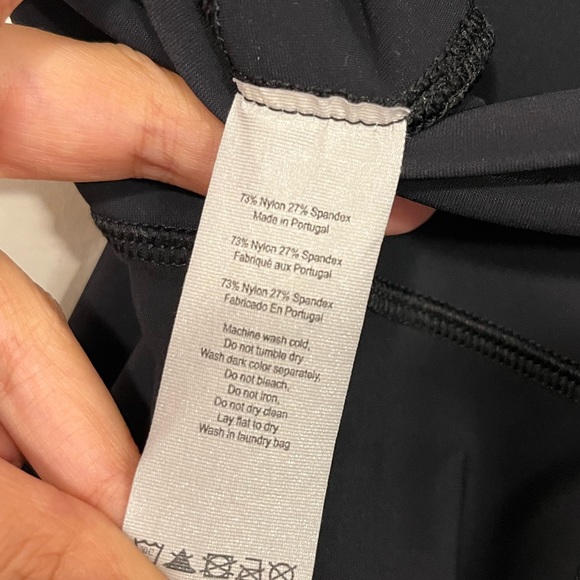 73% Nylon 27% Spandex
Made in Portugal
73% Nylon 27% Spandex
Fabriqué aux Portugal
73% Nylon 27% Spandex
Fabricado En Portugal
Machine wash cold,
Do not tumble dry
Wash dark color separately,
Do not bleach,
Do not iron,
Do not dry clean
Lay flat to dry
Wash in laundry bag